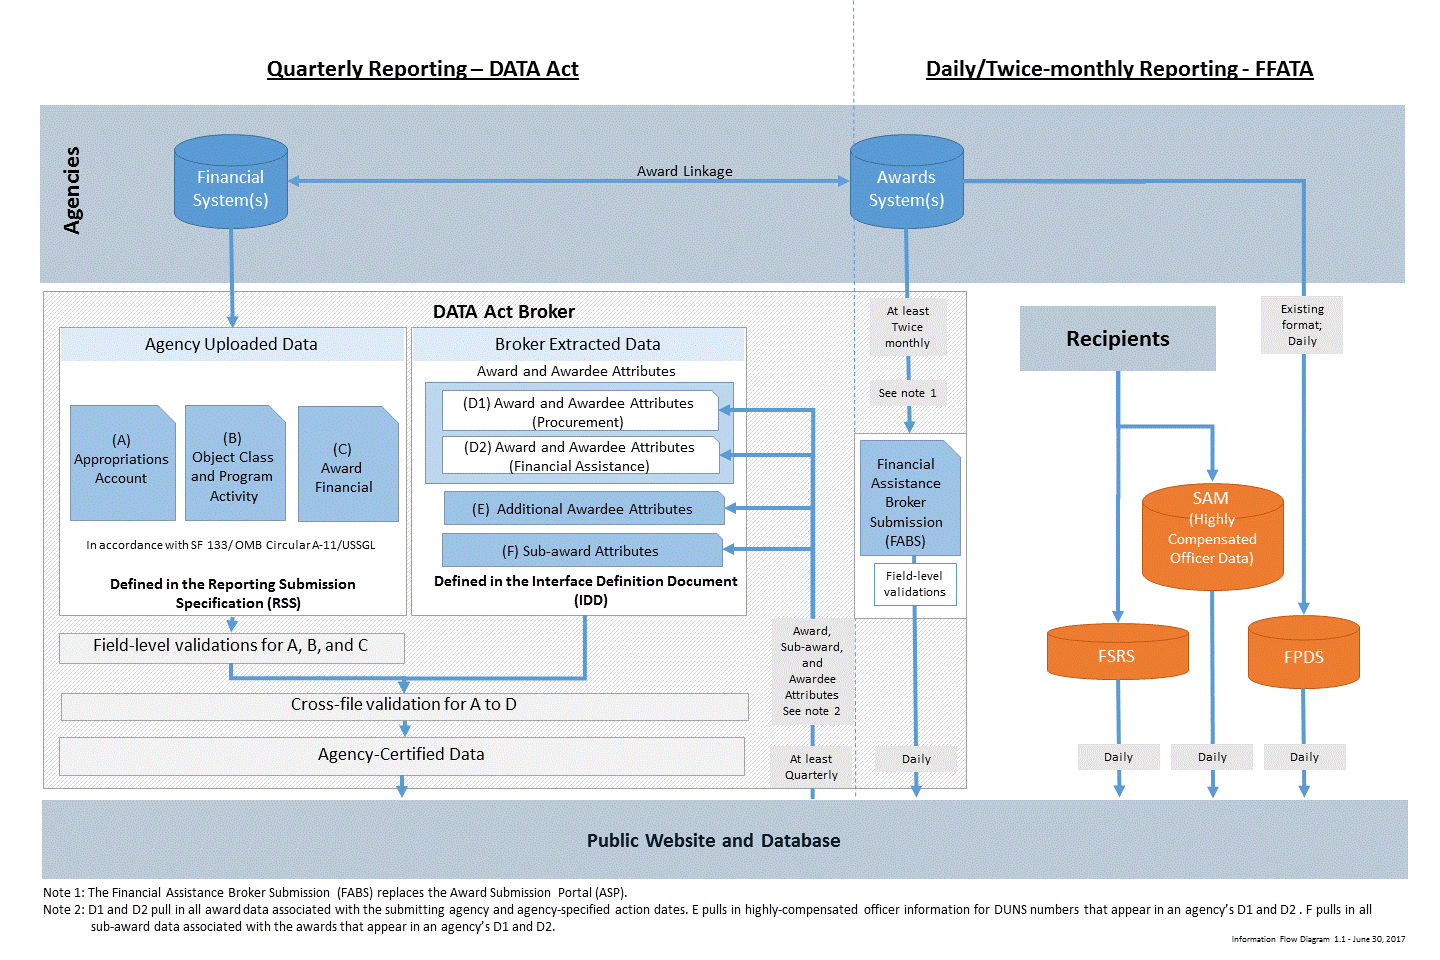 Quarterly Reporting – DATA Act
Daily/Twice-monthly Reporting - FFATA
Agencies
Financial
System(s)
Award Linkage
Awards
System(s)
DATA Act Broker
Agency Uploaded Data
(A)
Appropriations
Account
(B)
Object Class
and Program
Activity
(C)
Award
Financial
In accordance with SF 133/ OMB Circular A-11/USSGL
Defined in the Reporting Submission
Specification (RSS)
Broker Extracted Data
Award and Awardee Attributes
(D1) Award and Awardee Attributes
(Procurement)
(D2) Award and Awardee Attributes
(Financial Assistance)
(E) Additional Awardee Attributes
(F) Sub-award Attributes
Defined in the Interface Definition Document
(IDD)
Field-level validations for A, B, and C
Cross-file validation for A to D
Agency-Certified Data
Award,
Sub-award,
and
Awardee
Attributes
See note 2
At least
Quarterly
At least
Twice
monthly
See note 1
Financial
Assistance
Broker
Submission
(FABS)
Field-level
validations
Daily
Recipients
Existing
format;
Daily
SAM
(Highly
Compensated
Officer Data)
FSRS
FPDS
Daily
Daily
Daily
Public Website and Database
Note 1: The Financial Assistance Broker Submission (FABS) replaces the Award Submission Portal (ASP).
Note 2: D1 and D2 pull in all award data associated with the submitting agency and agency-specified action dates. E pulls in highly-compensated officer information for DUNS numbers that appear in an agency's D1 and D2 . F pulls in all
sub-award data associated with the awards that appear in an agency's D1 and D2.
Information Flow Diagram 1.1 - June 30, 2017